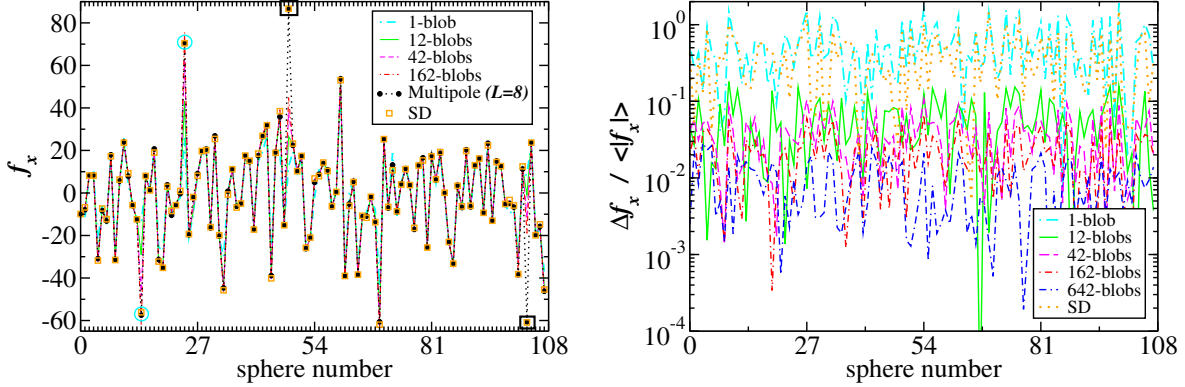 80
60
40
20
0
-20
-40
-60
f_x
0
27
54
81
108
sphere number
1-blob
12-blobs
42-blobs
162-blobs
Multipole (L=8)
SD
10^0
10^-1
10^-2
10^-3
10^-4
Δf_x / <|f_x|>
0
27
54
81
108
sphere number
1-blob
12-blobs
42-blobs
162-blobs
642-blobs
SD